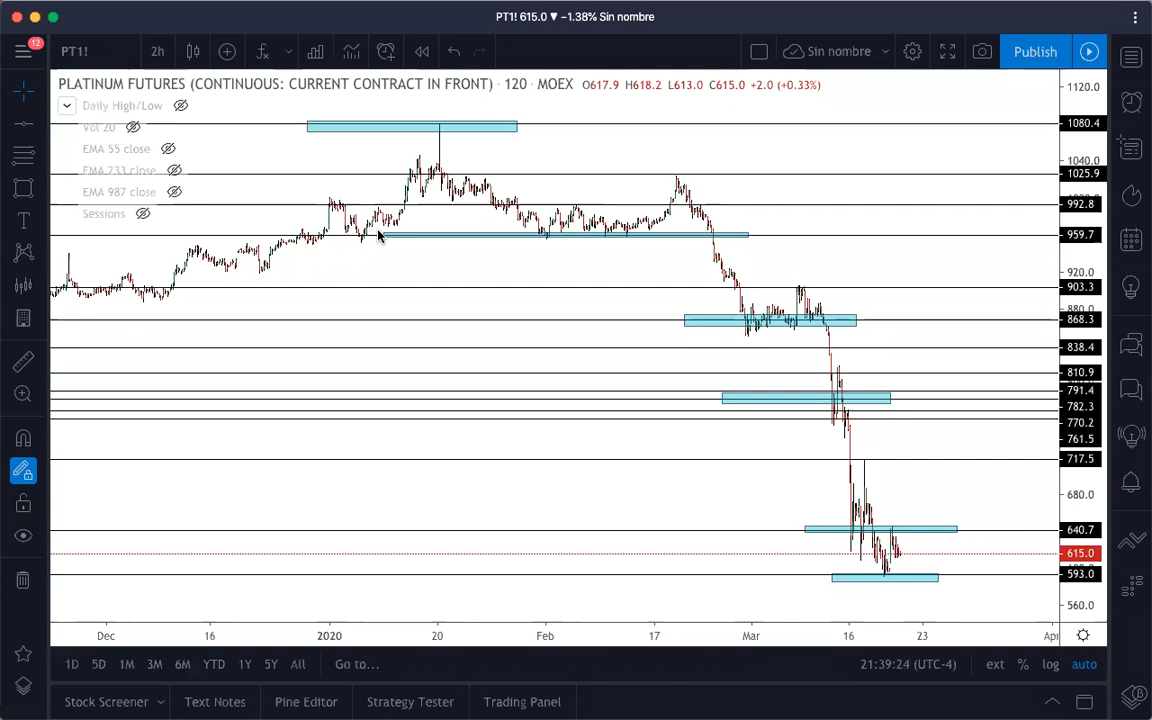 PT1! 615.0 ▼ −1.38% Sin nombre
12
PT1!
2h
Sin nombre
Publish
PLATINUM FUTURES (CONTINUOUS: CURRENT CONTRACT IN FRONT) · 120 · MOEX O617.9 H618.2 L613.0 C615.0 +2.0 (+0.33%)
Daily High/Low
Vol 20
EMA 55 close
EMA 233 close
EMA 987 close
Sessions
1120.0
1080.4
1040.0
1025.9
992.8
959.7
920.0
903.3
880.0
868.3
838.4
810.9
791.4
782.3
770.2
761.5
717.5
680.0
640.7
615.0
593.0
560.0
Dec 16 2020 20 Feb 17 Mar 16 23 Apr
1D 5D 1M 3M 6M YTD 1Y 5Y All Go to... 21:39:24 (UTC-4) ext % log auto
Stock Screener Text Notes Pine Editor Strategy Tester Trading Panel